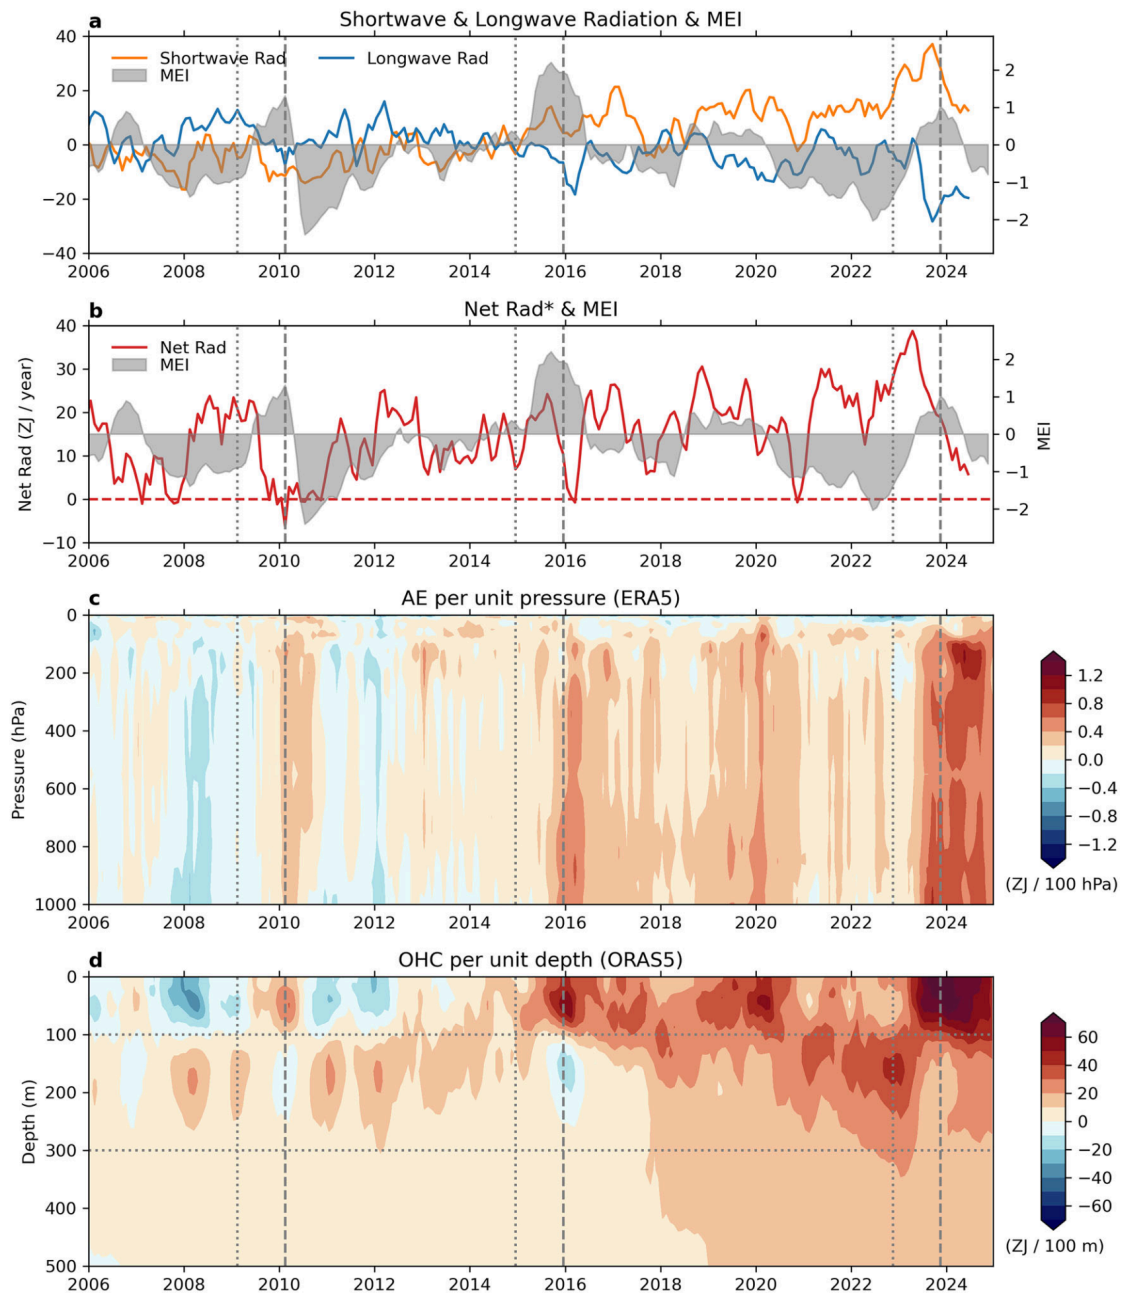 a
Shortwave & Longwave Radiation & MEI
Shortwave Rad
Longwave Rad
MEI
40
20
0
−20
−40
2
1
0
−1
−2
2006 2008 2010 2012 2014 2016 2018 2020 2022 2024
b
Net Rad* & MEI
Net Rad
MEI
Net Rad (ZJ / year)
40
30
20
10
0
−10
MEI
2
1
0
−1
−2
2006 2008 2010 2012 2014 2016 2018 2020 2022 2024
c
AE per unit pressure (ERA5)
Pressure (hPa)
0
200
400
600
800
1000
2006 2008 2010 2012 2014 2016 2018 2020 2022 2024
1.2
0.8
0.4
0.0
−0.4
−0.8
−1.2
(ZJ / 100 hPa)
d
OHC per unit depth (ORAS5)
Depth (m)
0
100
200
300
400
500
2006 2008 2010 2012 2014 2016 2018 2020 2022 2024
60
40
20
0
−20
−40
−60
(ZJ / 100 m)